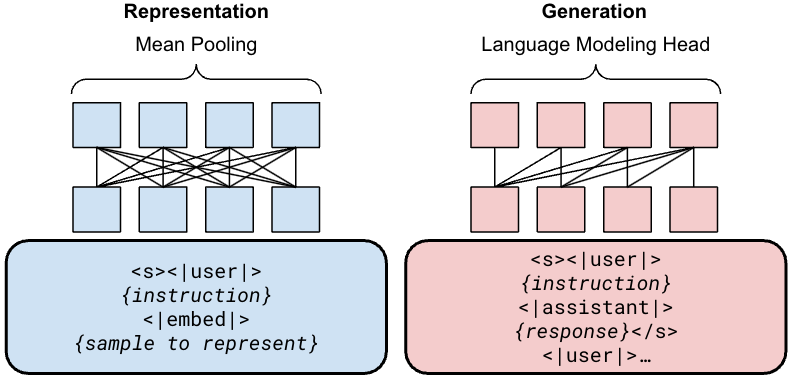 Representation
Mean Pooling
<s><|user|>
{instruction}
<|embed|>
{sample to represent}
Generation
Language Modeling Head
<s><|user|>
{instruction}
<|assistant|>
{response}</s>
<|user|>…